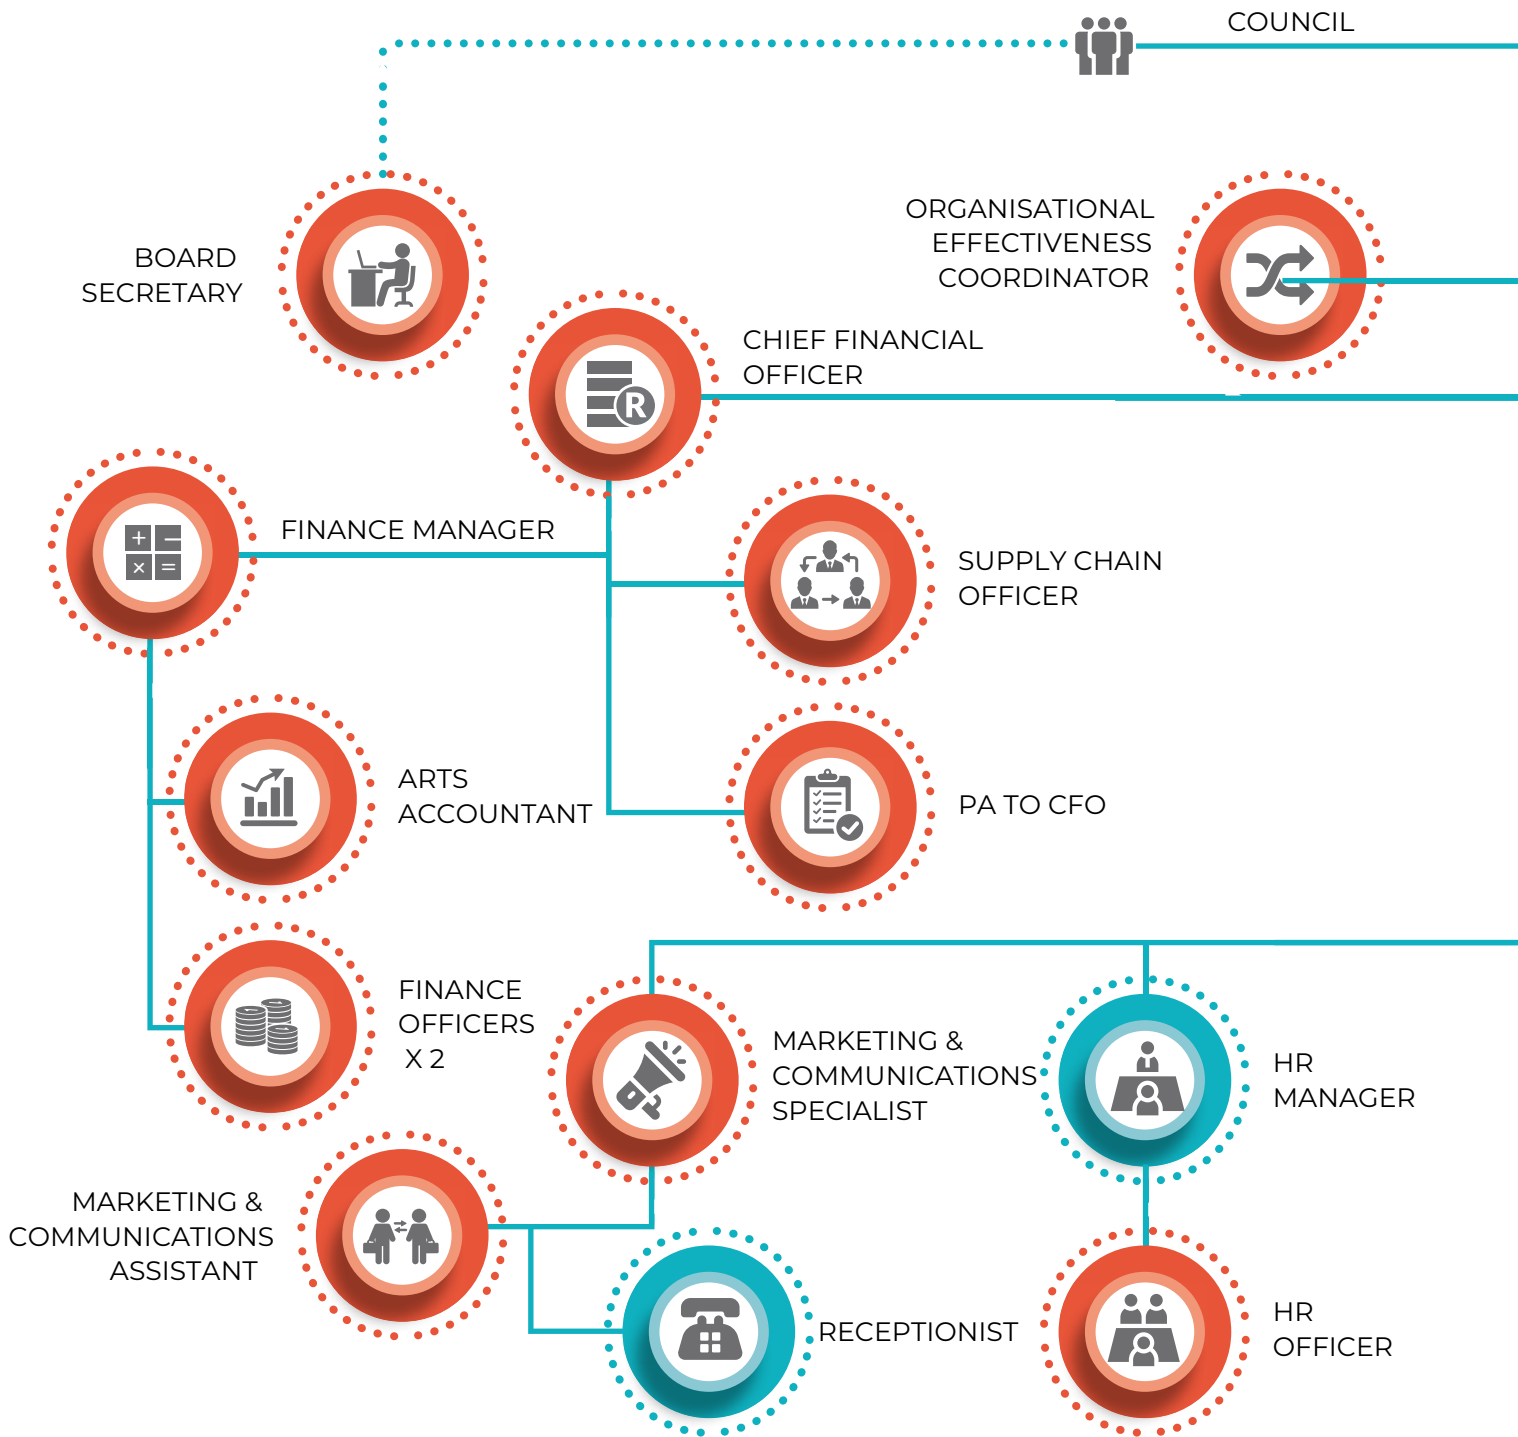 COUNCIL
ORGANISATIONAL
EFFECTIVENESS
COORDINATOR
BOARD
SECRETARY
CHIEF FINANCIAL
OFFICER
R
FINANCE MANAGER
SUPPLY CHAIN
OFFICER
ARTS
ACCOUNTANT
PA TO CFO
FINANCE
OFFICERS
X 2
MARKETING &
COMMUNICATIONS
SPECIALIST
HR
MANAGER
MARKETING &
COMMUNICATIONS
ASSISTANT
RECEPTIONIST
HR
OFFICER